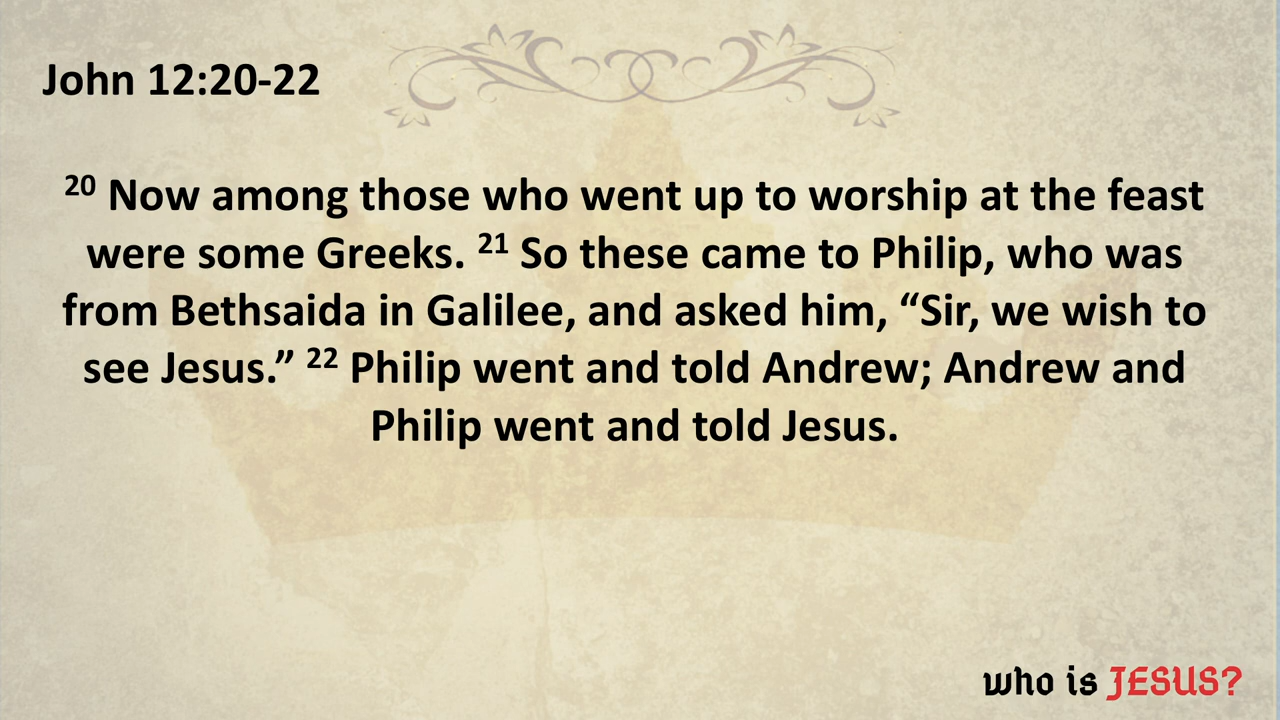 John 12:20-22
20 Now among those who went up to worship at the feast
were some Greeks. 21 So these came to Philip, who was
from Bethsaida in Galilee, and asked him, “Sir, we wish to
see Jesus.” 22 Philip went and told Andrew; Andrew and
Philip went and told Jesus.
who is JESUS?